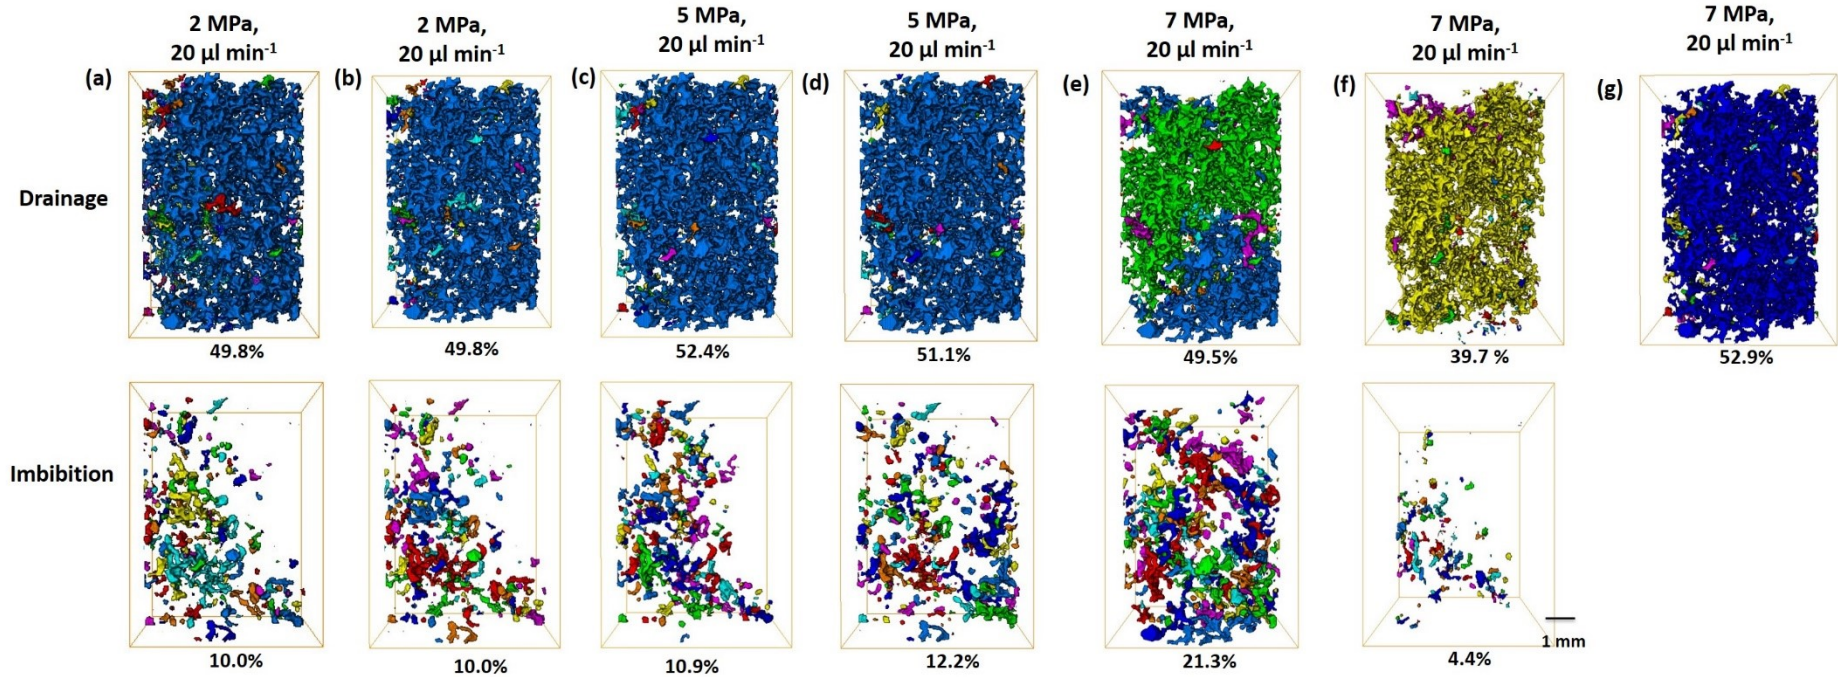 2 MPa,
20 µl min⁻¹
2 MPa,
20 µl min⁻¹
5 MPa,
20 µl min⁻¹
5 MPa,
20 µl min⁻¹
7 MPa,
20 µl min⁻¹
7 MPa,
20 µl min⁻¹
7 MPa,
20 µl min⁻¹
(a)
(b)
(c)
(d)
(e)
(f)
(g)
Drainage
49.8%
49.8%
52.4%
51.1%
49.5%
39.7 %
52.9%
Imbibition
10.0%
10.0%
10.9%
12.2%
21.3%
4.4%
1 mm